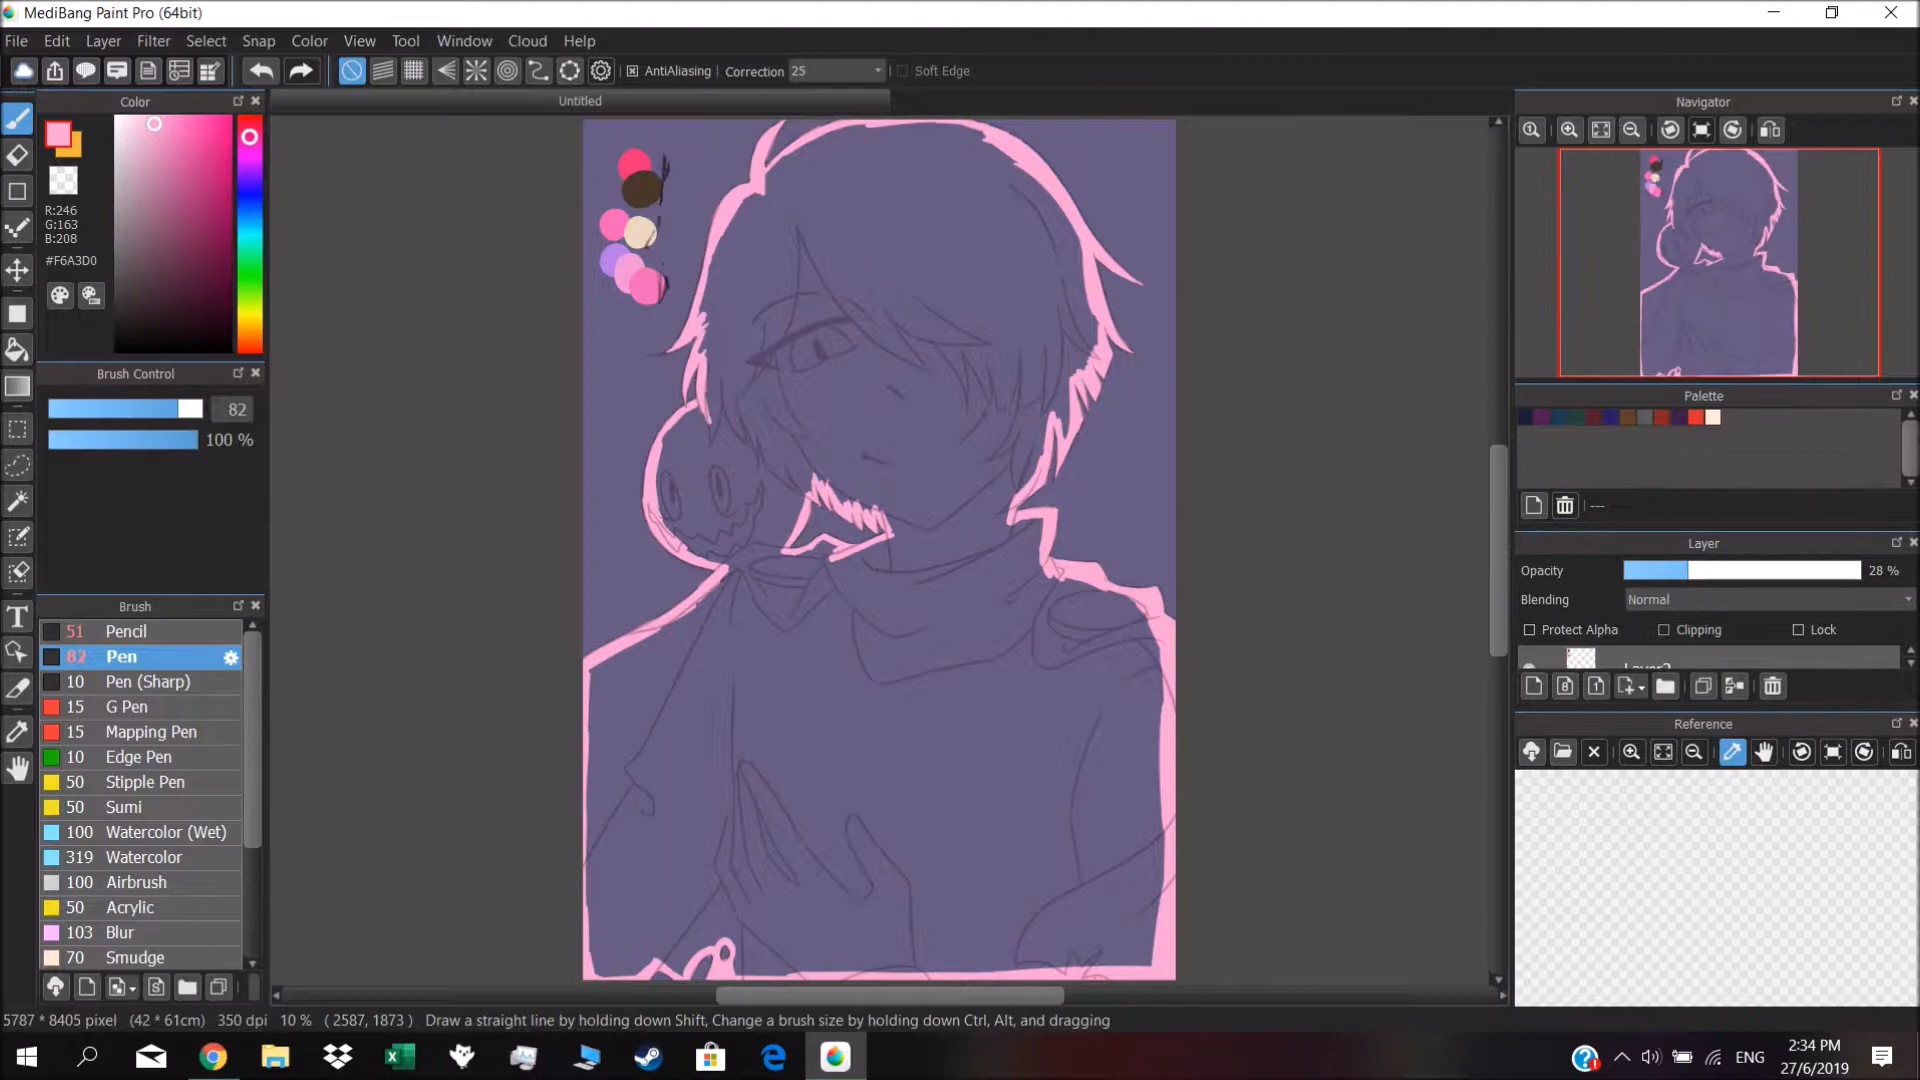 MediBang Paint Pro (64bit)
File Edit Layer Filter Select Snap Color View Tool Window Cloud Help
AntiAliasing Correction 25 Soft Edge
Color
Untitled
Navigator
R:246
G:163
B:208
#F6A3D0
Brush Control
82
100 %
Palette
---
Layer
Opacity 28 %
Blending Normal
Protect Alpha Clipping Lock
Reference
Brush
51 Pencil
82 Pen
10 Pen (Sharp)
15 G Pen
15 Mapping Pen
10 Edge Pen
50 Stipple Pen
50 Sumi
100 Watercolor (Wet)
319 Watercolor
100 Airbrush
50 Acrylic
103 Blur
70 Smudge
5787 * 8405 pixel (42 * 61cm) 350 dpi 10 % ( 2587, 1873 ) Draw a straight line by holding down Shift, Change a brush size by holding down Ctrl, Alt, and dragging
ENG
2:34 PM
27/6/2019